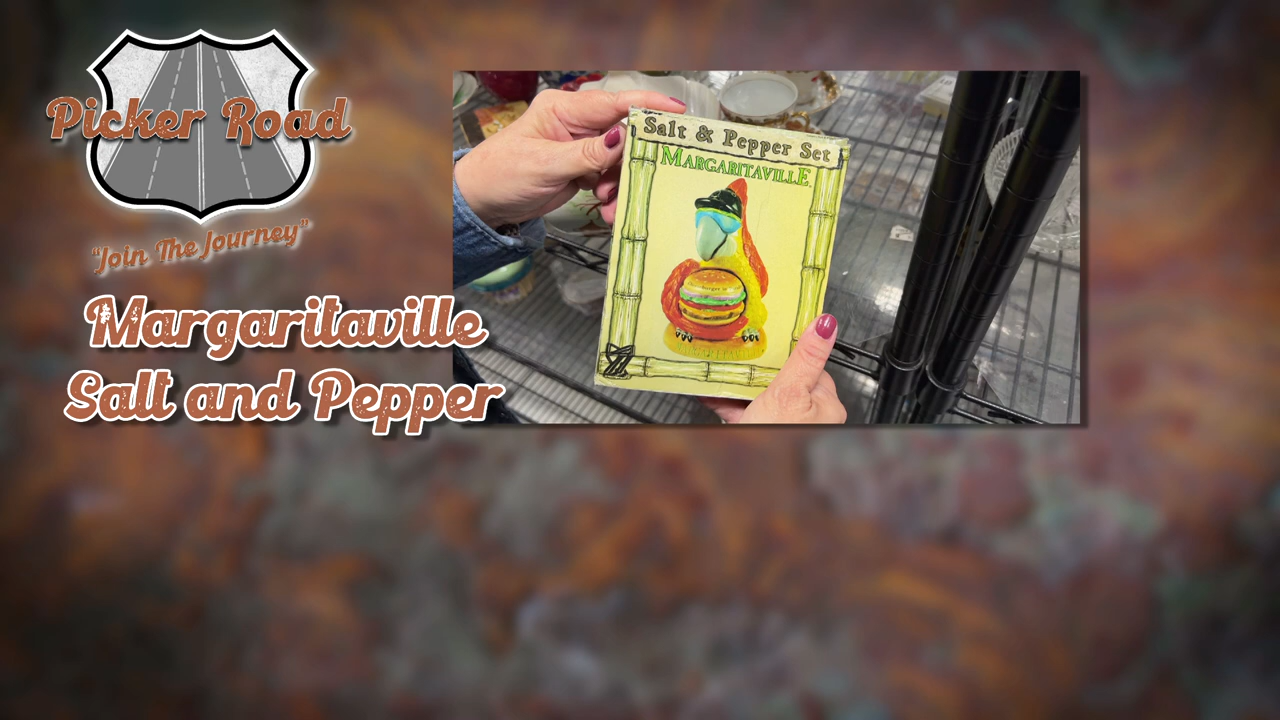 Picker Road
"Join The Journey"
Margaritaville
Salt and Pepper
Salt & Pepper Set
MARGARITAVILLE